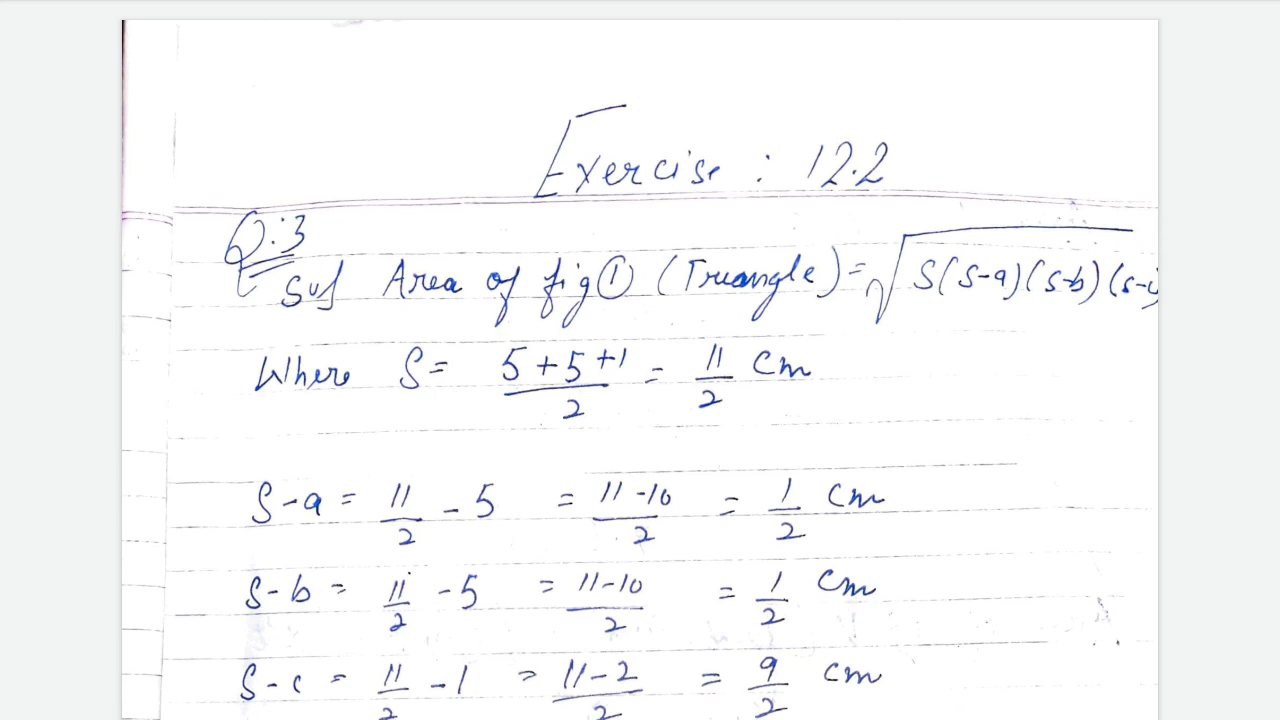 Exercise : 12.2
Q:3
Area of fig ① (Triangle) = √S(S-a)(S-b)(S-c)
Where S = 5+5+1/2 = 11/2 cm
S-a = 11/2 - 5 = 11-10/2 = 1/2 cm
S-b = 11/2 - 5 = 11-10/2 = 1/2 cm
S-c = 11/2 - 1 = 11-2/2 = 9/2 cm